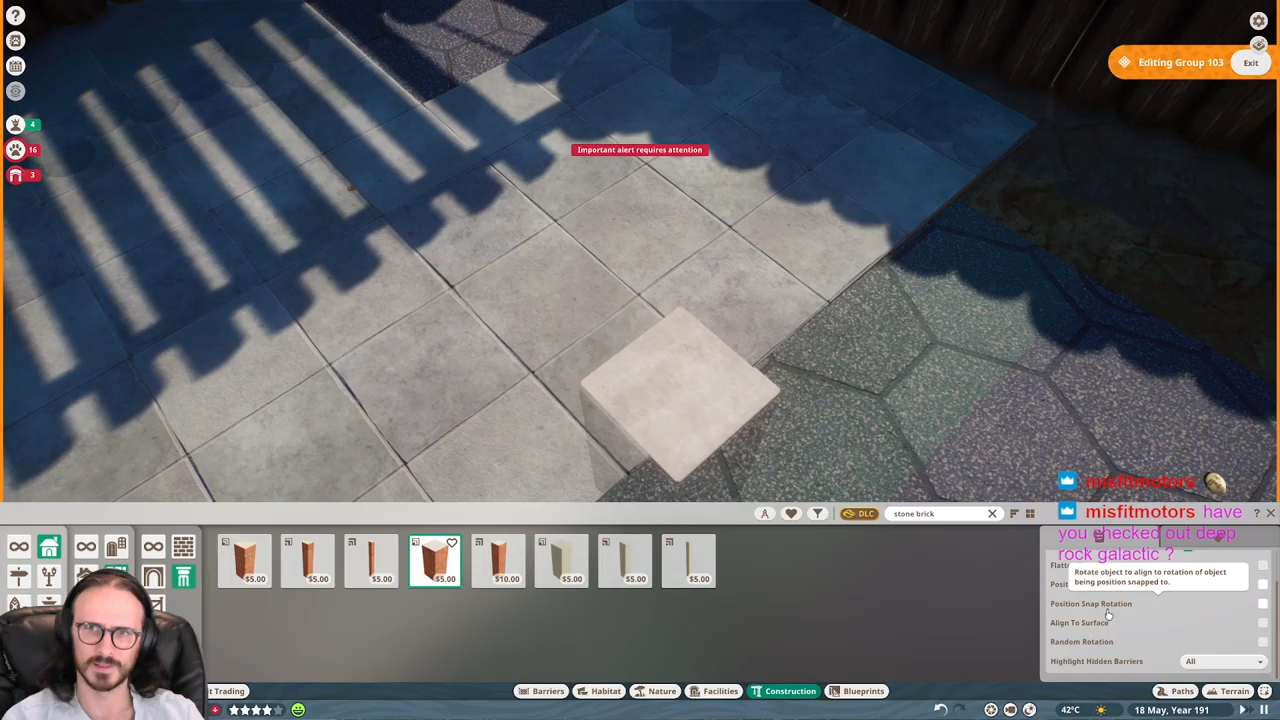 ?
Editing Group 103
Exit
4
16
3
Important alert requires attention
misfitmotors
DLC
stone brick
misfitmotors have
you checked out deep
rock galactic ?
Flatt
Posit
Rotate object to align to rotation of object
being position snapped to.
Position Snap Rotation
Align To Surface
Random Rotation
Highlight Hidden Barriers
All
$5.00
$5.00
$5.00
$5.00
$10.00
$5.00
$5.00
$5.00
t Trading
Barriers
Habitat
Nature
Facilities
Construction
Blueprints
Paths
Terrain
42°C
18 May, Year 191